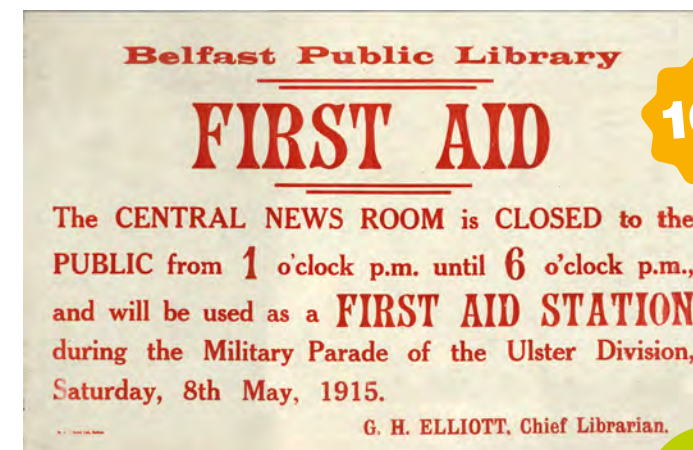 Belfast Public Library
FIRST AID
The CENTRAL NEWS ROOM is CLOSED to the
PUBLIC from 1 o'clock p.m. until 6 o'clock p.m.,
and will be used as a FIRST AID STATION
during the Military Parade of the Ulster Division,
Saturday, 8th May, 1915.
G. H. ELLIOTT, Chief Librarian.